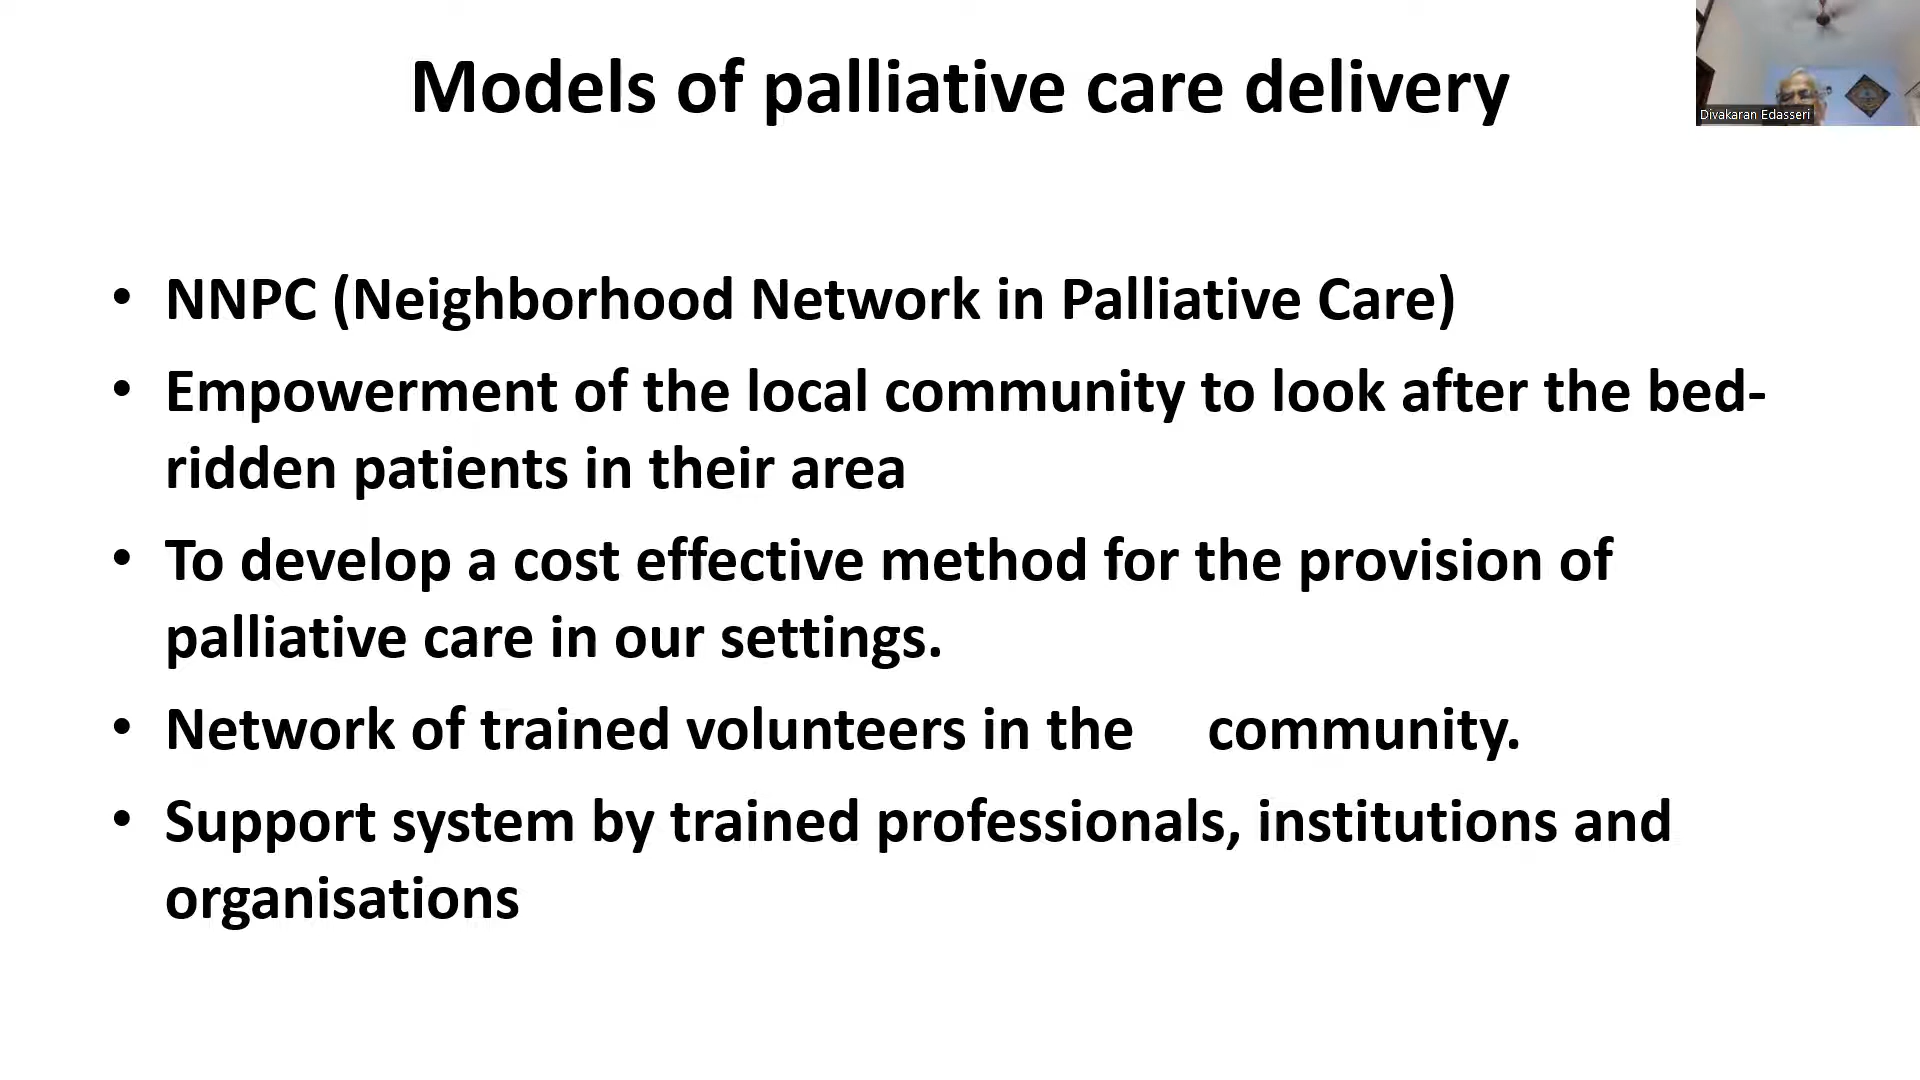 Models of palliative care delivery
Divakaran Edasseri
• NNPC (Neighborhood Network in Palliative Care)
• Empowerment of the local community to look after the bed-
ridden patients in their area
• To develop a cost effective method for the provision of
palliative care in our settings.
• Network of trained volunteers in the community.
• Support system by trained professionals, institutions and
organisations